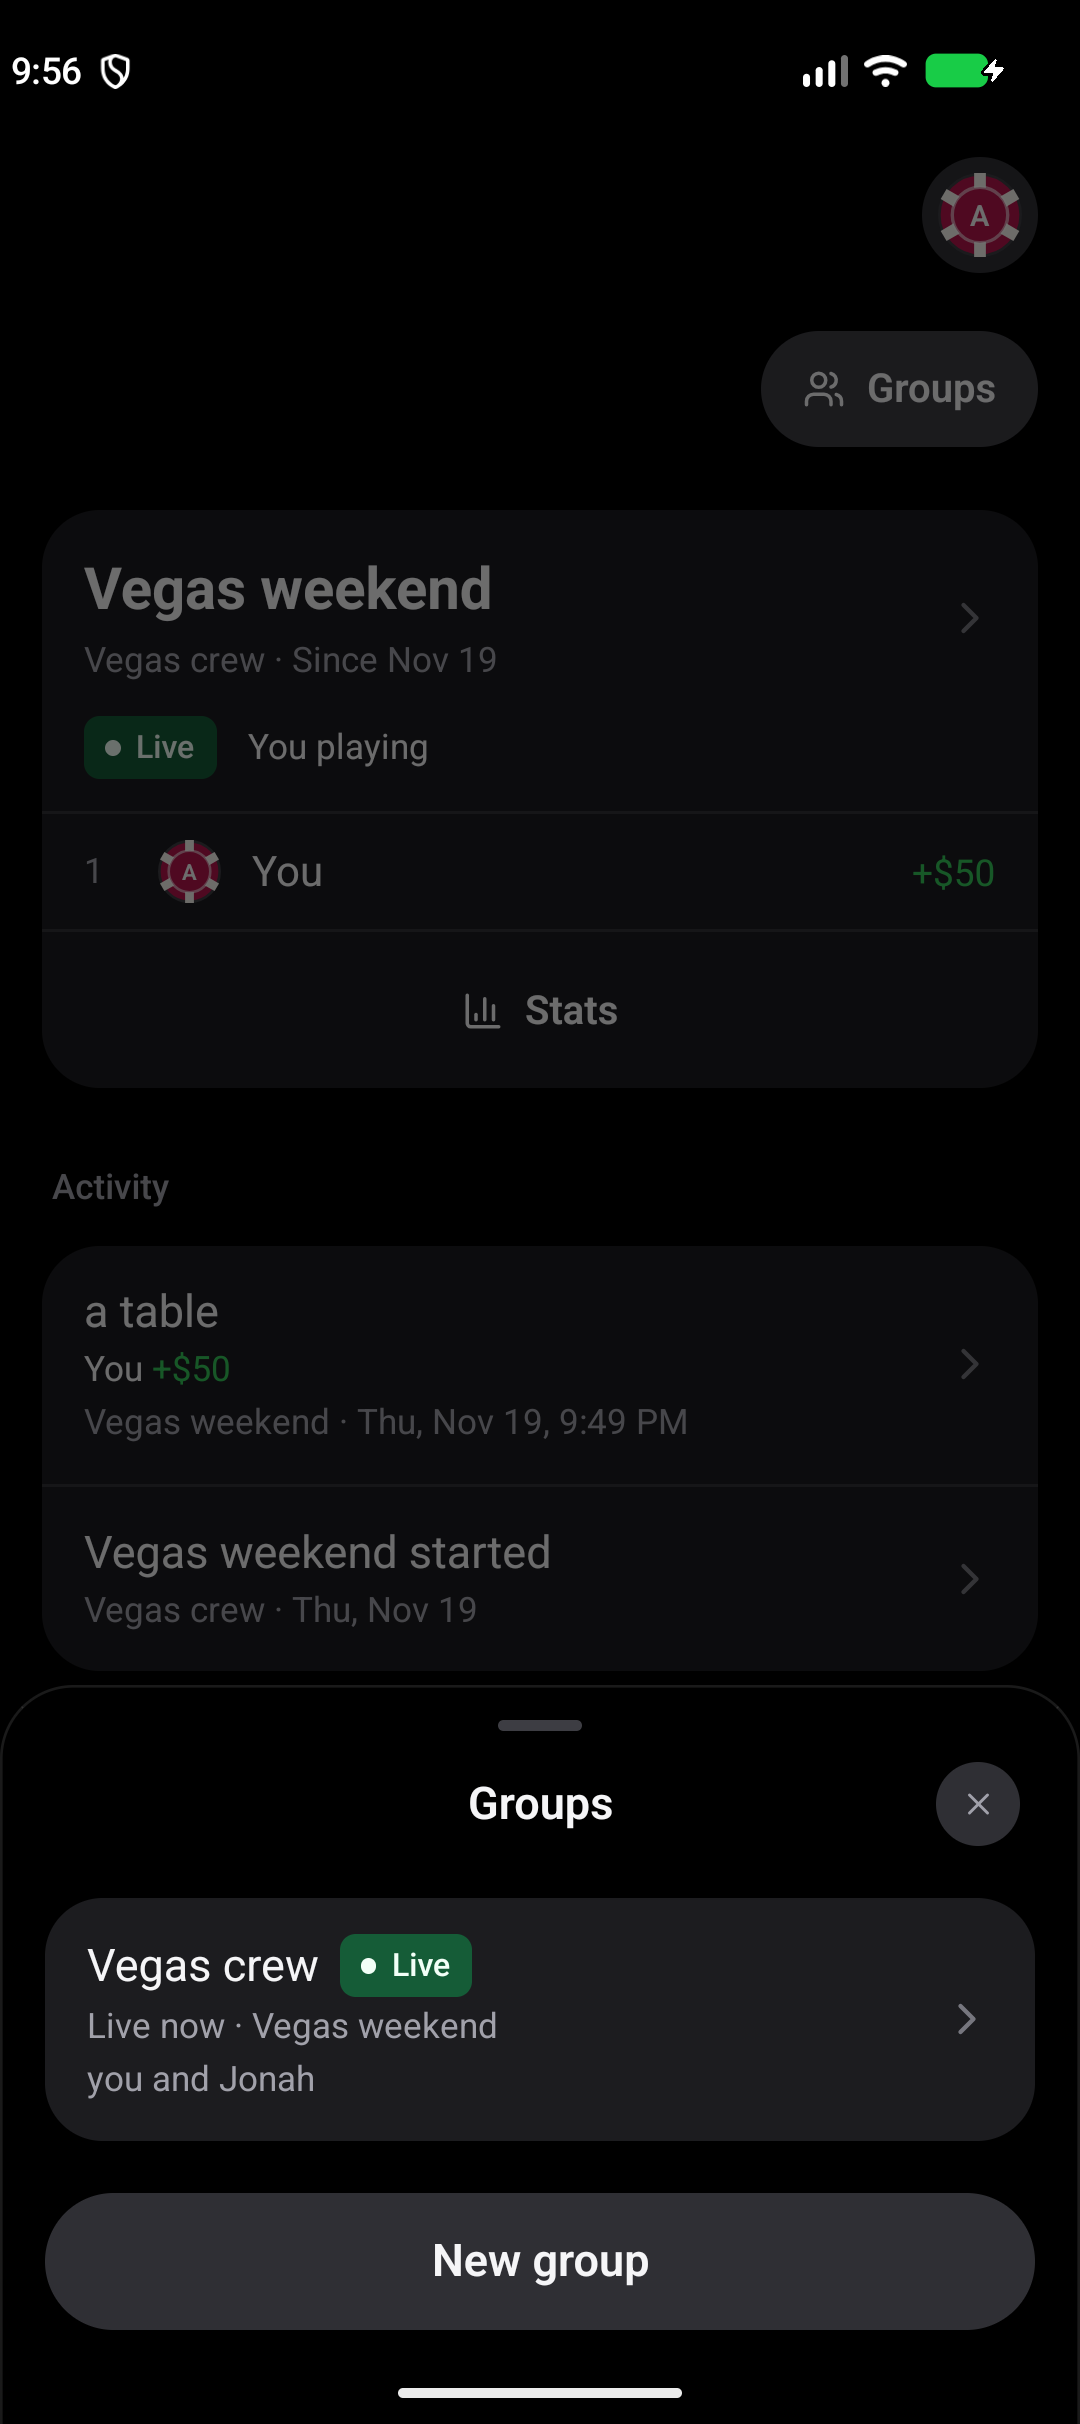 9:56
A
Groups
Vegas weekend
Vegas crew · Since Nov 19
Live You playing
1 A You +$50
Stats
Activity
a table
You +$50
Vegas weekend · Thu, Nov 19, 9:49 PM
Vegas weekend started
Vegas crew · Thu, Nov 19
Groups
Vegas crew Live
Live now · Vegas weekend
you and Jonah
New group